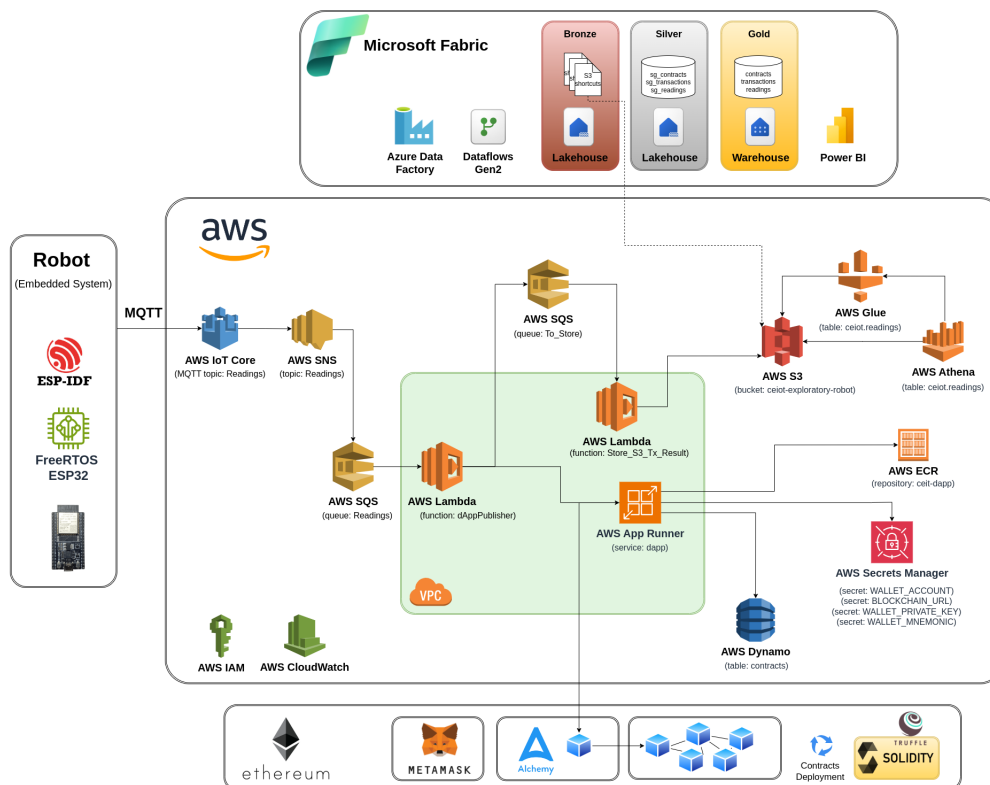 Microsoft Fabric
Bronze
S3
shortcuts
Lakehouse
Silver
sg_contracts
sg_transactions
sg_readings
Lakehouse
Gold
contracts
transactions
readings
Warehouse
Azure Data
Factory
Dataflows
Gen2
Power BI
aws
Robot
(Embedded System)
ESP-IDF
FreeRTOS
ESP32
MQTT
AWS IoT Core
(MQTT topic: Readings)
AWS SNS
(topic: Readings)
AWS SQS
(queue: To_Store)
AWS Glue
(table: ceiot.readings)
AWS S3
(bucket: ceiot-exploratory-robot)
AWS Athena
(table: ceiot.readings)
AWS Lambda
(function: Store_S3_Tx_Result)
AWS SQS
(queue: Readings)
AWS Lambda
(function: dAppPublisher)
AWS App Runner
(service: dapp)
AWS ECR
(repository: ceit-dapp)
AWS Secrets Manager
(secret: WALLET_ACCOUNT)
(secret: BLOCKCHAIN_URL)
(secret: WALLET_PRIVATE_KEY)
(secret: WALLET_MNEMONIC)
VPC
AWS Dynamo
(table: contracts)
AWS IAM
AWS CloudWatch
ethereum
METAMASK
Alchemy
Contracts
Deployment
TRUFFLE
SOLIDITY